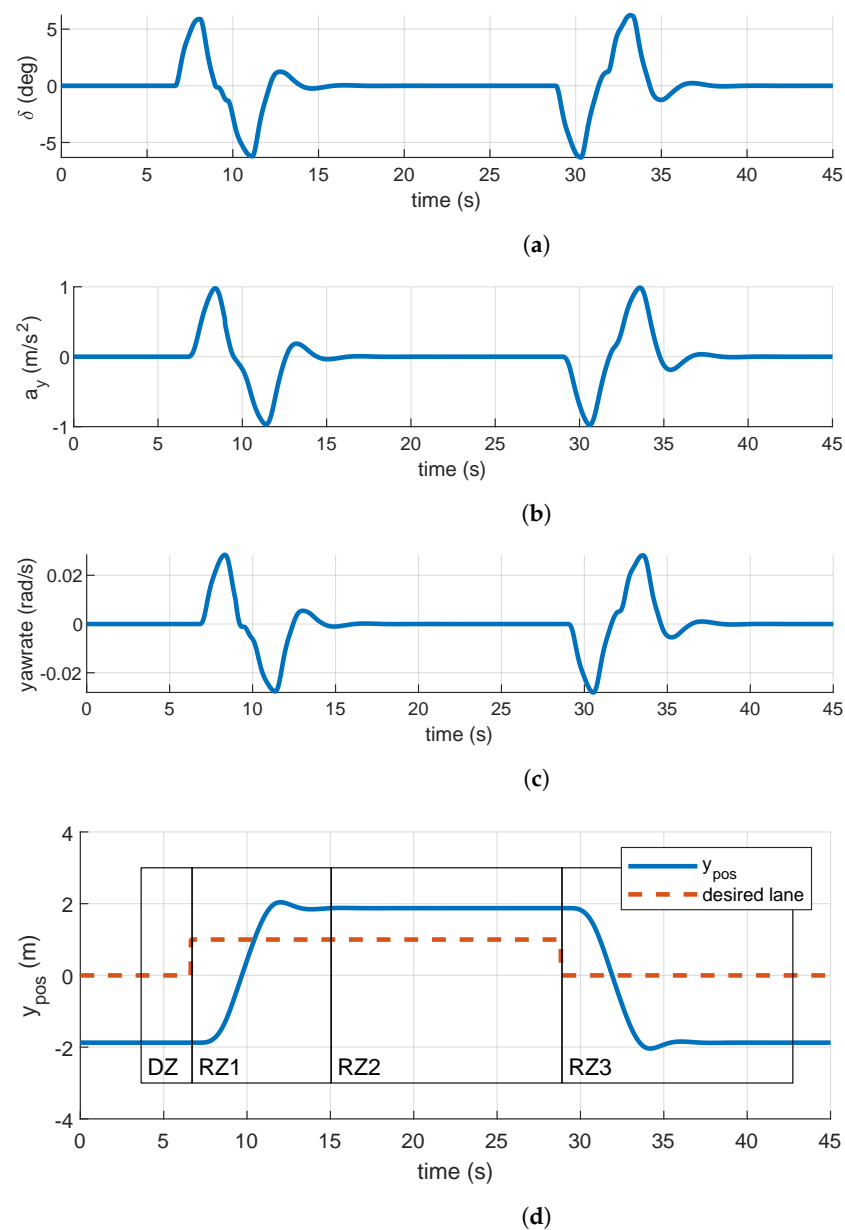 5
0
-5
δ (deg)
0 5 10 15 20 25 30 35 40 45
time (s)
(a)
1
0
-1
a_y (m/s^2)
0 5 10 15 20 25 30 35 40 45
time (s)
(b)
0.02
0
-0.02
yawrate (rad/s)
0 5 10 15 20 25 30 35 40 45
time (s)
(c)
4
2
0
-2
-4
y_pos (m)
y_pos
desired lane
DZ RZ1 RZ2 RZ3
0 5 10 15 20 25 30 35 40 45
time (s)
(d)